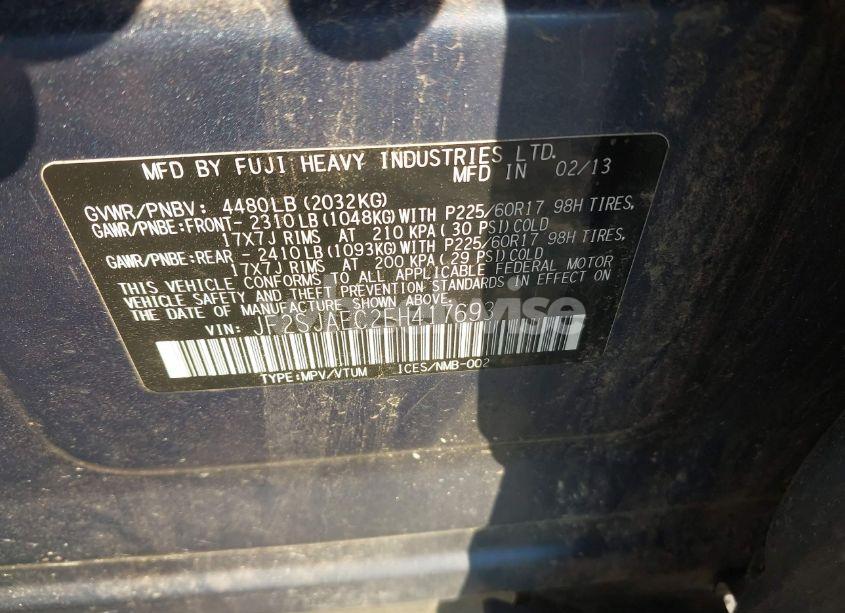 MFD BY FUJI HEAVY INDUSTRIES LTD.
MFD IN 02/13
GVWR/PNBV: 4480LB (2032KG)
GAWR/PNBE:FRONT- 2310LB (1048KG)WITH P225/60R17 98H TIRES,
17X7J RIMS AT 210 KPA (30 PSI)COLD
GAWR/PNBE:REAR - 2410LB (1093KG)WITH P225/60R17 98H TIRES,
17X7J RIMS AT 200 KPA (29 PSI)COLD
THIS VEHICLE CONFORMS TO ALL APPLICABLE FEDERAL MOTOR
VEHICLE SAFETY AND THEFT PREVENTION STANDARDS IN EFFECT ON
THE DATE OF MANUFACTURE SHOWN ABOVE.
VIN: JF2SJAEC2EH417693
TYPE:MPV/VTUM ICES/NMB-002